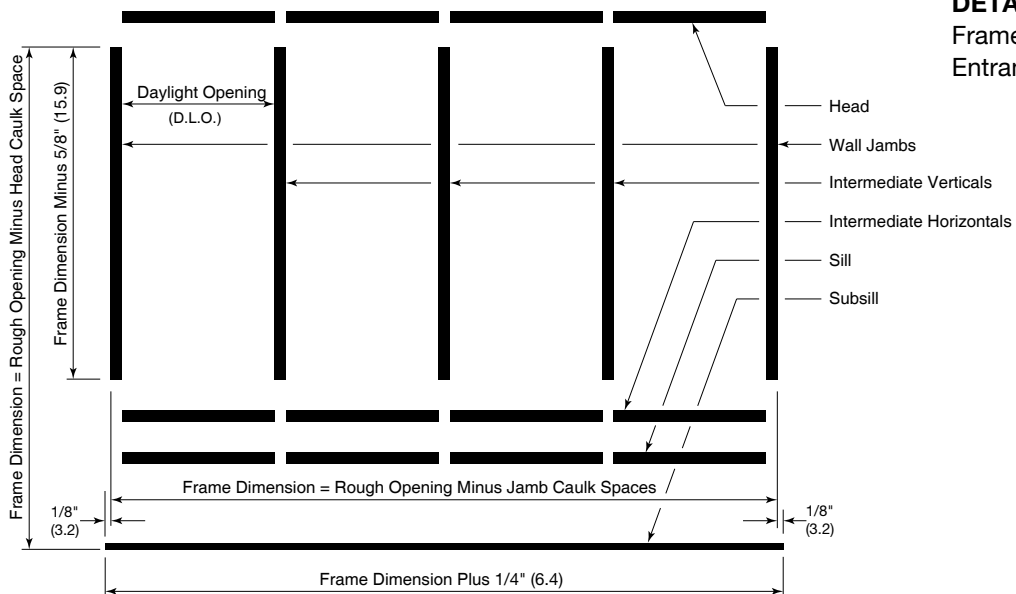 DETA
Frame
Entran
Daylight Opening
(D.L.O.)
Head
Wall Jambs
Intermediate Verticals
Intermediate Horizontals
Sill
Subsill
Frame Dimension = Rough Opening Minus Head Caulk Space
Frame Dimension Minus 5/8" (15.9)
Frame Dimension = Rough Opening Minus Jamb Caulk Spaces
1/8"
(3.2)
1/8"
(3.2)
Frame Dimension Plus 1/4" (6.4)